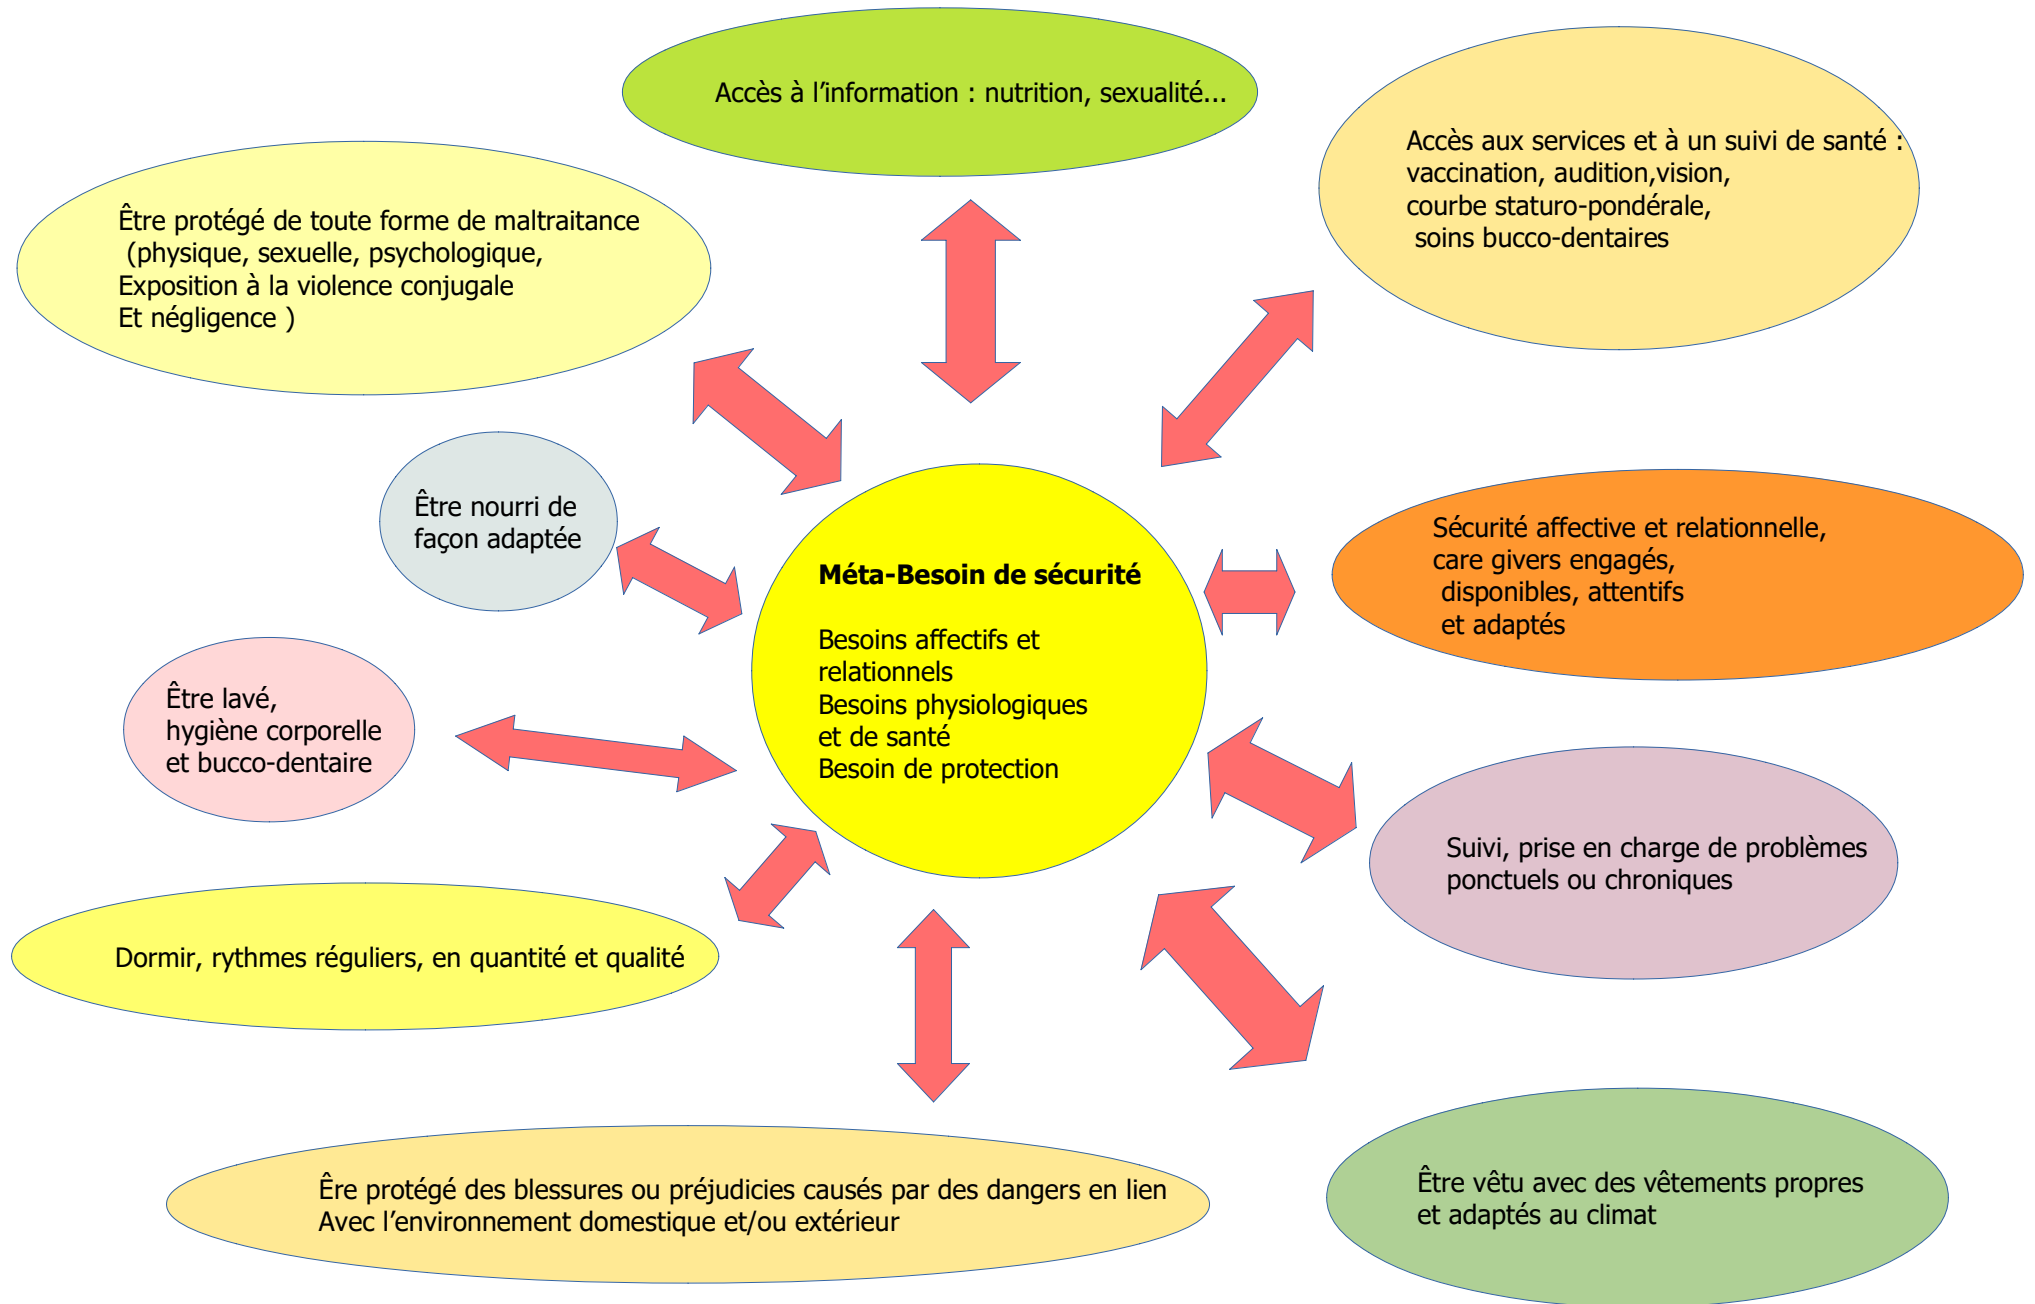 Accès à l’information : nutrition, sexualité...
Accès aux services et à un suivi de santé :
vaccination, audition,vision,
courbe staturo-pondérale,
soins bucco-dentaires
Être protégé de toute forme de maltraitance
(physique, sexuelle, psychologique,
Exposition à la violence conjugale
Et négligence )
Être nourri de
façon adaptée
Méta-Besoin de sécurité
Besoins affectifs et
relationnels
Besoins physiologiques
et de santé
Besoin de protection
Sécurité affective et relationnelle,
care givers engagés,
disponibles, attentifs
et adaptés
Être lavé,
hygiène corporelle
et bucco-dentaire
Suivi, prise en charge de problèmes
ponctuels ou chroniques
Dormir, rythmes réguliers, en quantité et qualité
Êre protégé des blessures ou préjudicies causés par des dangers en lien
Avec l’environnement domestique et/ou extérieur
Être vêtu avec des vêtements propres
et adaptés au climat